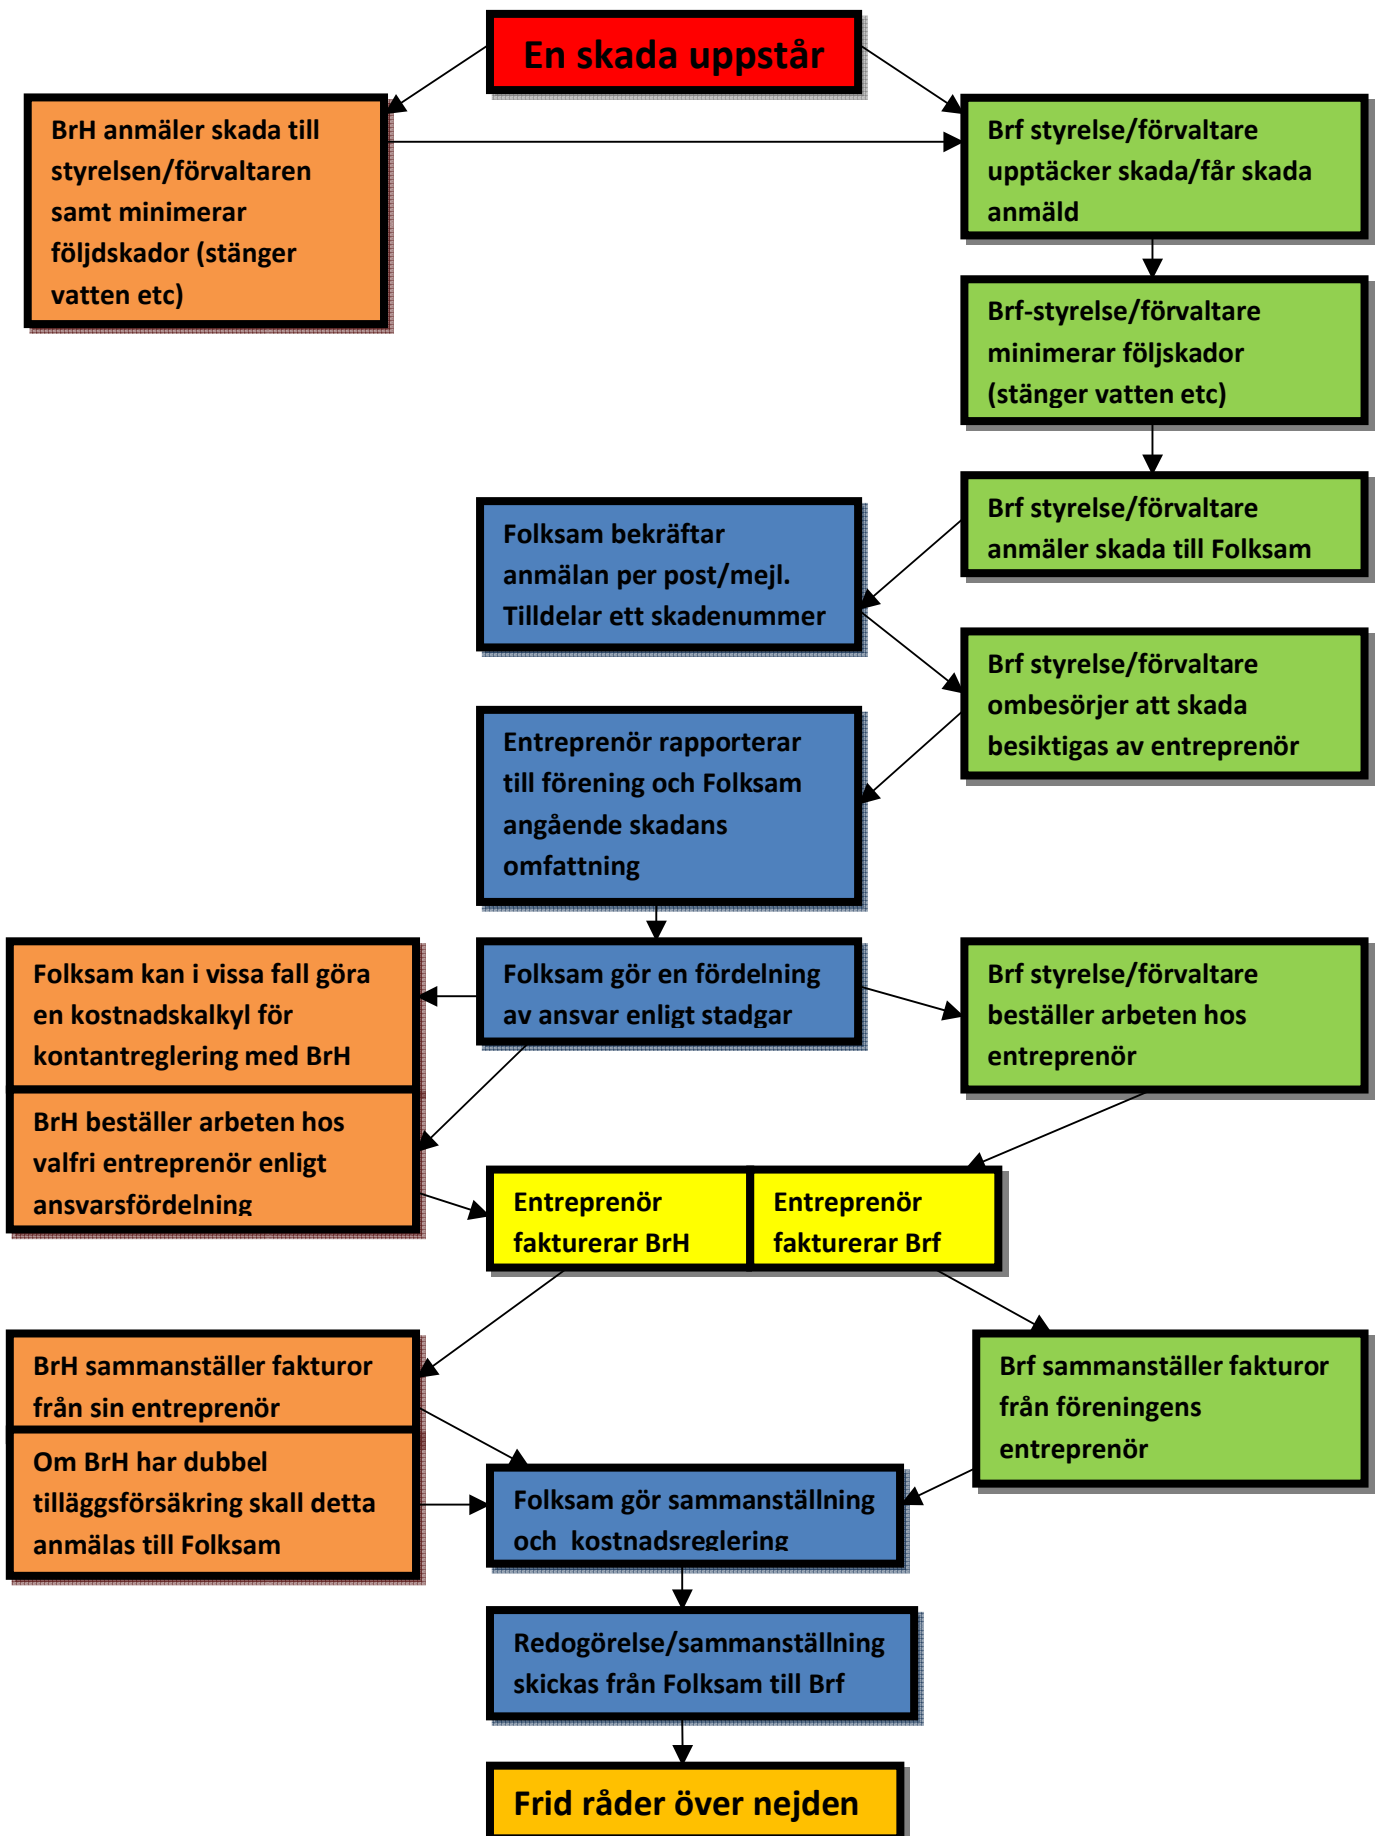 En skada uppstår
BrH anmäler skada till
styrelsen/förvaltaren
samt minimerar
följdskador (stänger
vatten etc)
Brf styrelse/förvaltare
upptäcker skada/får skada
anmäld
Brf-styrelse/förvaltare
minimerar följskador
(stänger vatten etc)
Brf styrelse/förvaltare
anmäler skada till Folksam
Folksam bekräftar
anmälan per post/mejl.
Tilldelar ett skadenummer
Brf styrelse/förvaltare
ombesörjer att skada
besiktigas av entreprenör
Entreprenör rapporterar
till förening och Folksam
angående skadans
omfattning
Folksam kan i vissa fall göra
en kostnadskalkyl för
kontantreglering med BrH
Folksam gör en fördelning
av ansvar enligt stadgar
Brf styrelse/förvaltare
beställer arbeten hos
entreprenör
BrH beställer arbeten hos
valfri entreprenör enligt
ansvarsfördelning
Entreprenör
fakturerar BrH
Entreprenör
fakturerar Brf
BrH sammanställer fakturor
från sin entreprenör
Brf sammanställer fakturor
från föreningens
entreprenör
Om BrH har dubbel
tilläggsförsäkring skall detta
anmälas till Folksam
Folksam gör sammanställning
och  kostnadsreglering
Redogörelse/sammanställning
skickas från Folksam till Brf
Frid råder över nejden